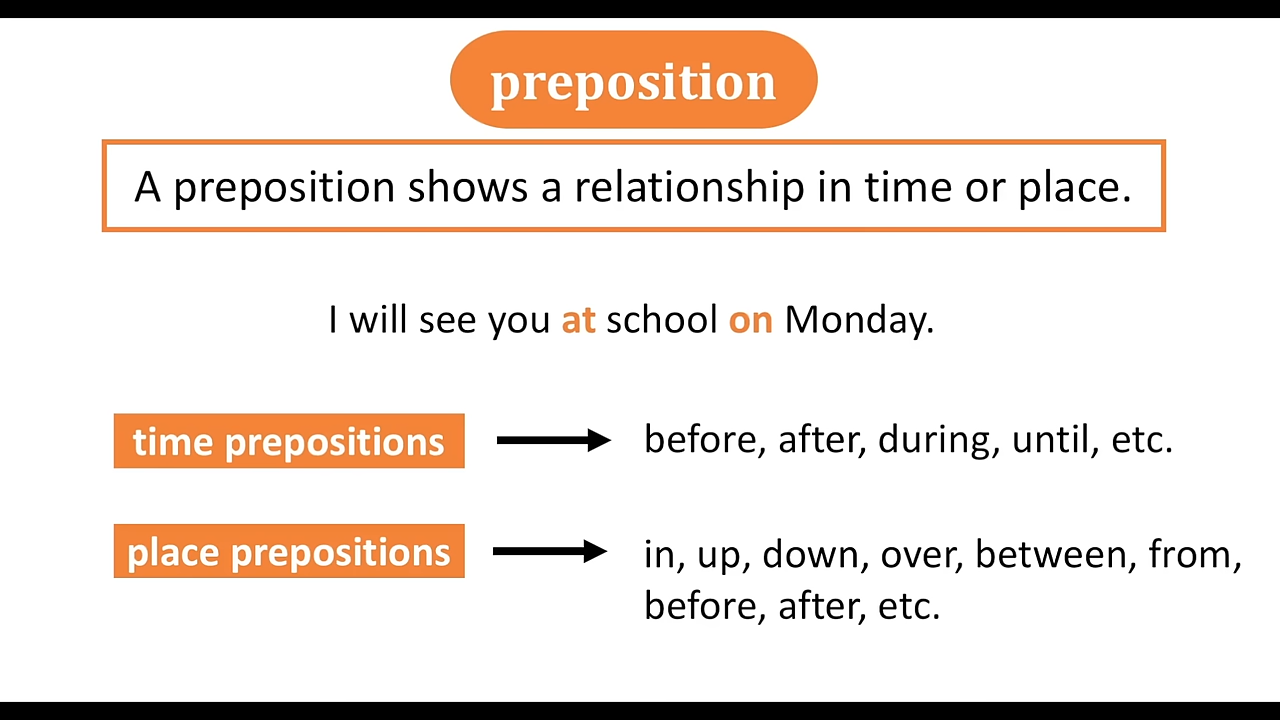 preposition
A preposition shows a relationship in time or place.
I will see you at school on Monday.
time prepositions
before, after, during, until, etc.
place prepositions
in, up, down, over, between, from,
before, after, etc.